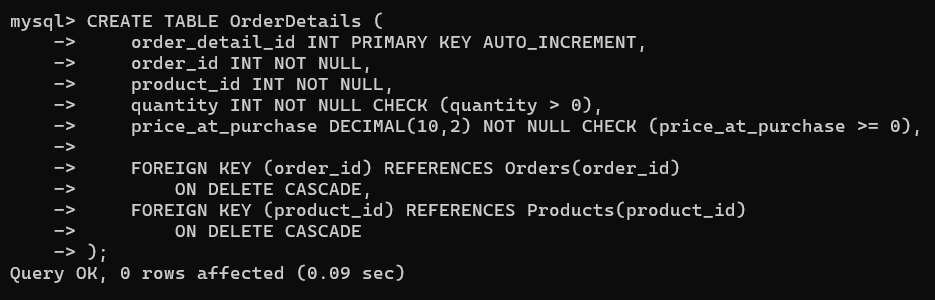 mysql> CREATE TABLE OrderDetails (
    ->     order_detail_id INT PRIMARY KEY AUTO_INCREMENT,
    ->     order_id INT NOT NULL,
    ->     product_id INT NOT NULL,
    ->     quantity INT NOT NULL CHECK (quantity > 0),
    ->     price_at_purchase DECIMAL(10,2) NOT NULL CHECK (price_at_purchase >= 0),
    ->
    ->     FOREIGN KEY (order_id) REFERENCES Orders(order_id)
    ->         ON DELETE CASCADE,
    ->     FOREIGN KEY (product_id) REFERENCES Products(product_id)
    ->         ON DELETE CASCADE
    -> );
Query OK, 0 rows affected (0.09 sec)